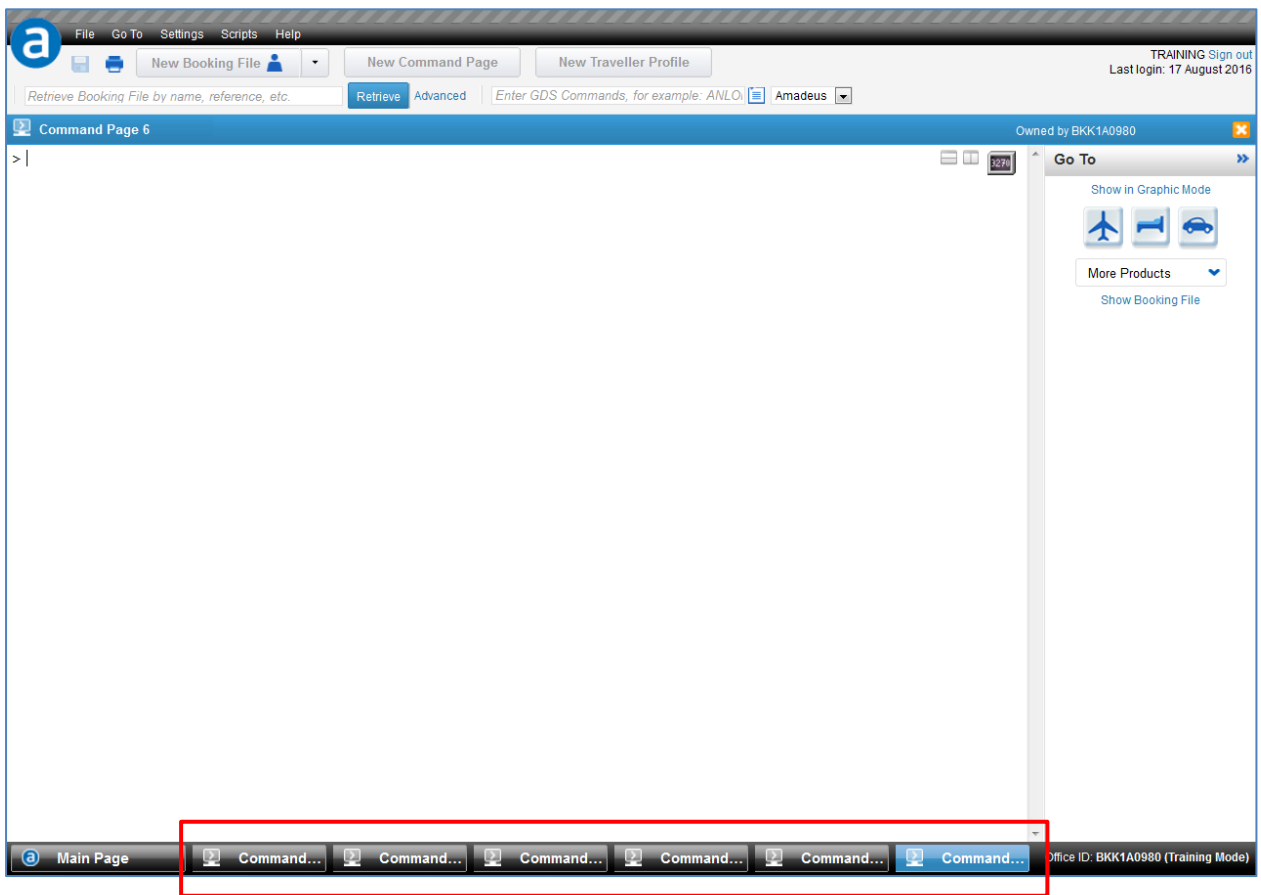 a File Go To Settings Scripts Help
New Booking File New Command Page New Traveller Profile
TRAINING Sign out
Last login: 17 August 2016
Retrieve Booking File by name, reference, etc. Retrieve Advanced Enter GDS Commands, for example: ANLO Amadeus
Command Page 6 Owned by BKK1A0980
> 3270 Go To »
Show in Graphic Mode
More Products
Show Booking File
a Main Page Command... Command... Command... Command... Command... Command... Office ID: BKK1A0980 (Training Mode)